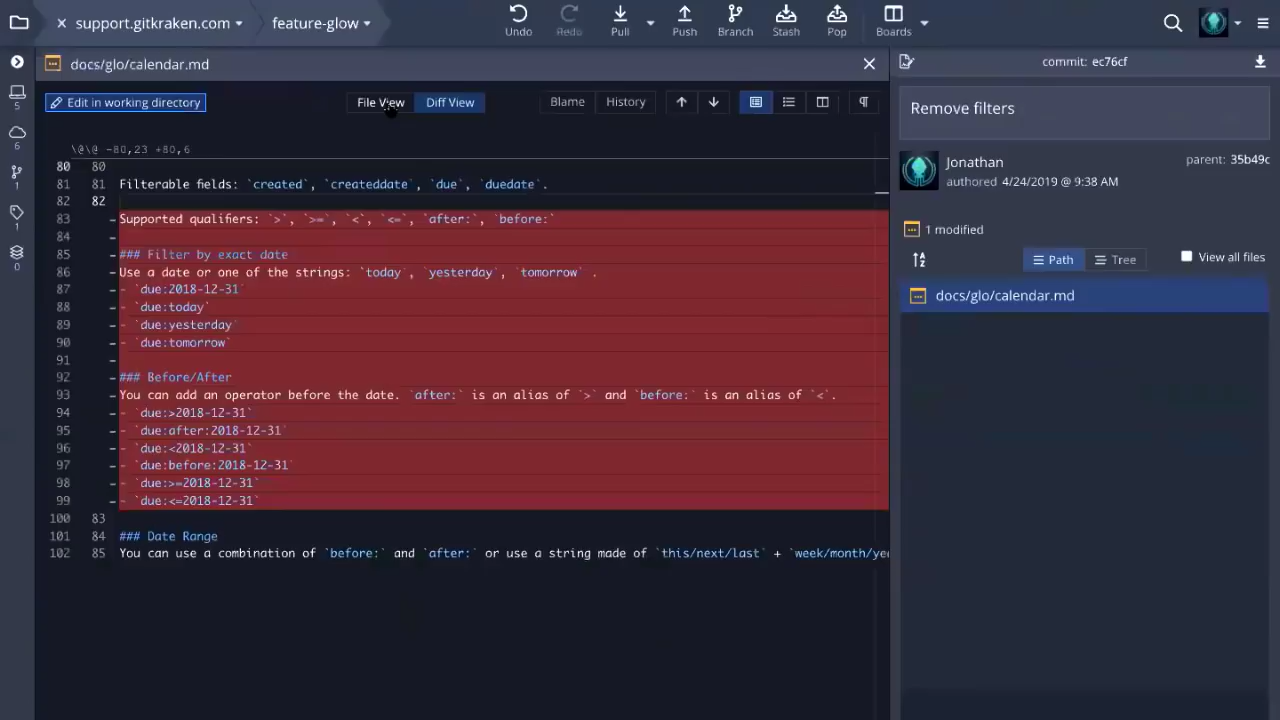 support.gitkraken.com
feature-glow
Undo
Redo
Pull
Push
Branch
Stash
Pop
Boards
docs/glo/calendar.md
commit: ec76cf
Edit in working directory
File View
Diff View
Blame
History
Remove filters
Jonathan
authored 4/24/2019 @ 9:38 AM
parent: 35b49c
1 modified
Path
Tree
View all files
docs/glo/calendar.md
5
6
1
1
0
\@\@ -80,23 +80,6
80 80
81 81 Filterable fields: `created`, `createddate`, `due`, `duedate`.
82 82
83 - Supported qualifiers: `>`, `>=`, `<`, `<=`, `after:`, `before:`
84 -
85 - ### Filter by exact date
86 - Use a date or one of the strings: `today`, `yesterday`, `tomorrow` .
87 - - `due:2018-12-31`
88 - - `due:today`
89 - - `due:yesterday`
90 - - `due:tomorrow`
91 -
92 - ### Before/After
93 - You can add an operator before the date. `after:` is an alias of `>` and `before:` is an alias of `<`.
94 - - `due:>2018-12-31`
95 - - `due:after:2018-12-31`
96 - - `due:<2018-12-31`
97 - - `due:before:2018-12-31`
98 - - `due:>=2018-12-31`
99 - - `due:<=2018-12-31`
100 83
101 84 ### Date Range
102 85 You can use a combination of `before:` and `after:` or use a string made of `this/next/last` + `week/month/ye